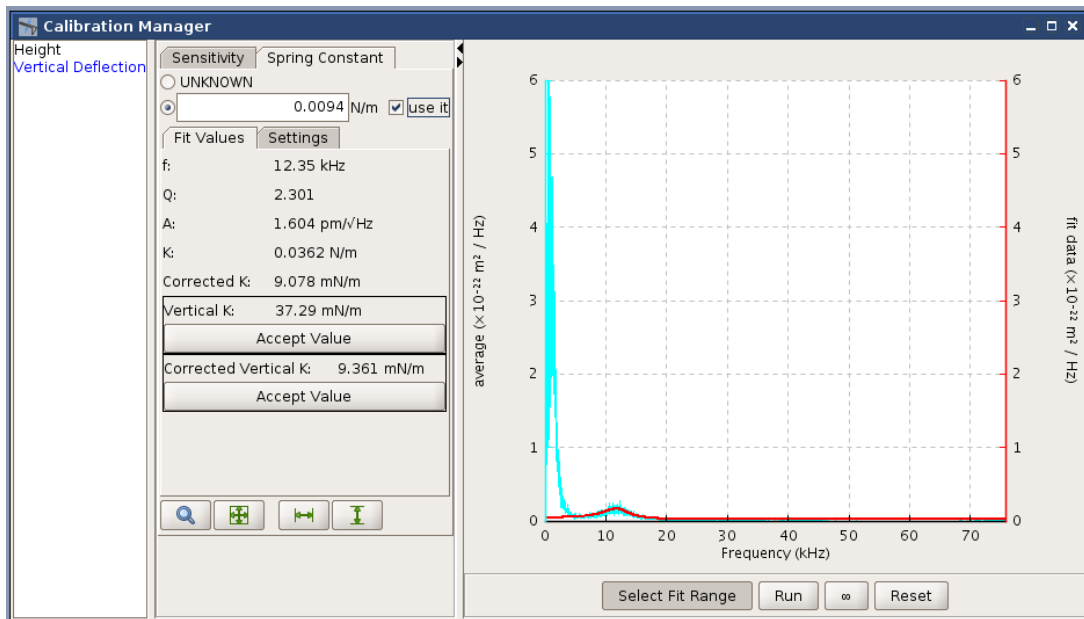 Calibration Manager
Height
Vertical Deflection
Sensitivity Spring Constant
UNKNOWN
0.0094 N/m use it
Fit Values Settings
f: 12.35 kHz
Q: 2.301
A: 1.604 pm/√Hz
K: 0.0362 N/m
Corrected K: 9.078 mN/m
Vertical K: 37.29 mN/m
Accept Value
Corrected Vertical K: 9.361 mN/m
Accept Value
average (×10⁻²² m² / Hz)
6
5
4
3
2
1
0
0 10 20 30 40 50 60 70
Frequency (kHz)
6
5
4
3
2
1
0
fit data (×10⁻²² m² / Hz)
Select Fit Range Run ∞ Reset